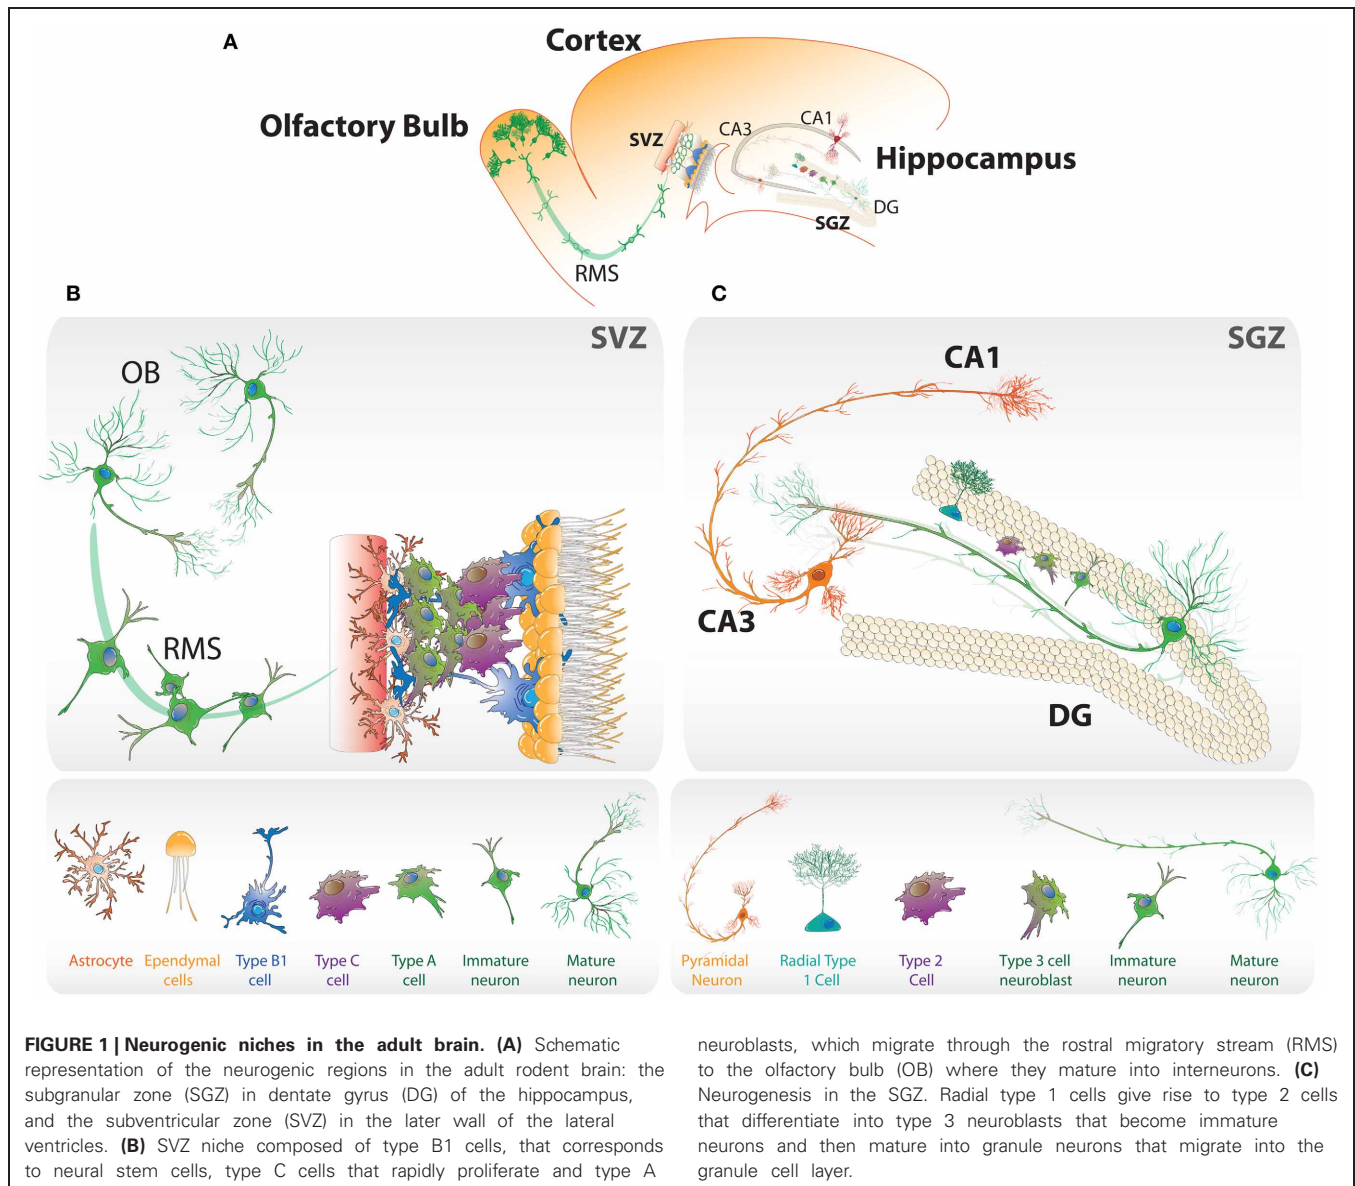 A
Cortex
Olfactory Bulb
SVZ
CA3
CA1
Hippocampus
DG
SGZ
RMS
B
SVZ
OB
RMS
Astrocyte
Ependymal
cells
Type B1
cell
Type C
cell
Type A
cell
Immature
neuron
Mature
neuron
C
SGZ
CA1
CA3
DG
Pyramidal
Neuron
Radial Type
1 Cell
Type 2
Cell
Type 3 cell
neuroblast
Immature
neuron
Mature
neuron
FIGURE 1 | Neurogenic niches in the adult brain. (A) Schematic
representation of the neurogenic regions in the adult rodent brain: the
subgranular zone (SGZ) in dentate gyrus (DG) of the hippocampus,
and the subventricular zone (SVZ) in the later wall of the lateral
ventricles. (B) SVZ niche composed of type B1 cells, that corresponds
to neural stem cells, type C cells that rapidly proliferate and type A
neuroblasts, which migrate through the rostral migratory stream (RMS)
to the olfactory bulb (OB) where they mature into interneurons. (C)
Neurogenesis in the SGZ. Radial type 1 cells give rise to type 2 cells
that differentiate into type 3 neuroblasts that become immature
neurons and then mature into granule neurons that migrate into the
granule cell layer.